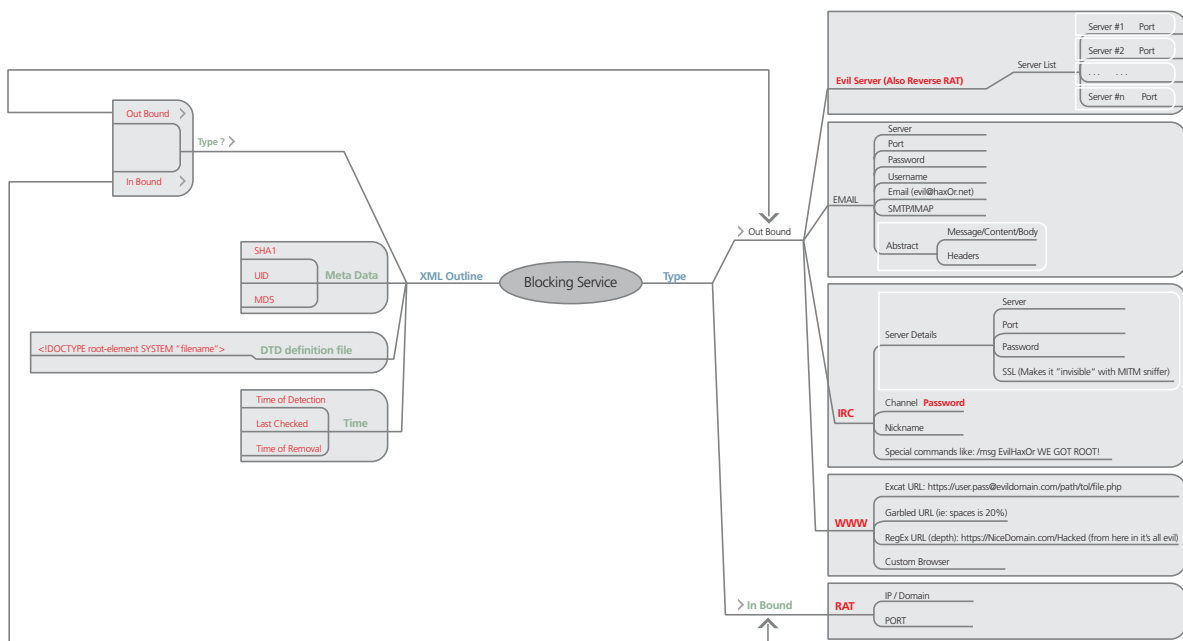 Out Bound
In Bound
Type ?
SHA1
UID
MD5
Meta Data
<!DOCTYPE root-element SYSTEM “filename”>
DTD definition file
Time of Detection
Last Checked
Time of Removal
Time
XML Outline
Blocking Service
Type
Out Bound
In Bound
Evil Server (Also Reverse RAT)
Server List
Server #1 Port
Server #2 Port
. . . . . .
Server #n Port
EMAIL
Server
Port
Password
Username
Email (evil@haxOr.net)
SMTP/IMAP
Abstract
Message/Content/Body
Headers
IRC
Server Details
Server
Port
Password
SSL (Makes it “invisible” with MITM sniffer)
Channel Password
Nickname
Special commands like: /msg EvilHaxOr WE GOT ROOT!
WWW
Excat URL: https://user.pass@evildomain.com/path/tol/file.php
Garbled URL (ie: spaces is 20%)
RegEx URL (depth): https://NiceDomain.com/Hacked (from here in it's all evil)
Custom Browser
RAT
IP / Domain
PORT